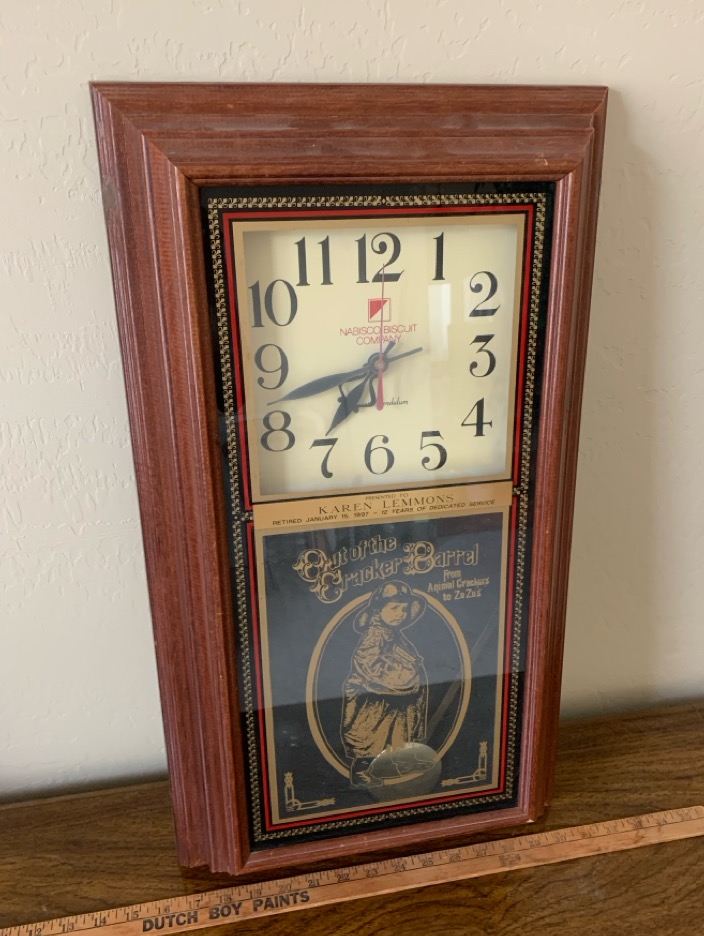 11 12 1
10 2
9 3
8 4
7 6 5
NABISCO BISCUIT
COMPANY
PRESENTED TO
KAREN LEMMONS
RETIRED JANUARY 15, 1997 - 12 YEARS OF DEDICATED SERVICE
Out of the
Cracker Barrel
From
Animal Crackers
to Zu Zu's
DUTCH BOY PAINTS